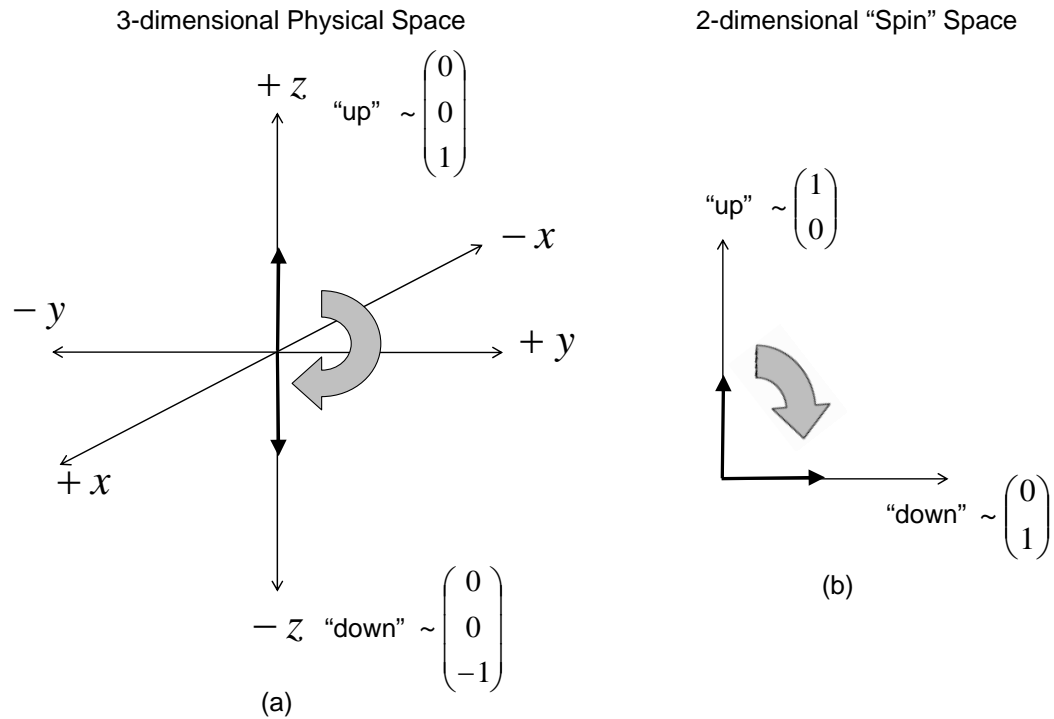 3-dimensional Physical Space
+ z
“up” ~ (0 0 1)
− x
− y
+ y
+ x
− z
“down” ~ (0 0 −1)
(a)
2-dimensional “Spin” Space
“up” ~ (1 0)
“down” ~ (0 1)
(b)